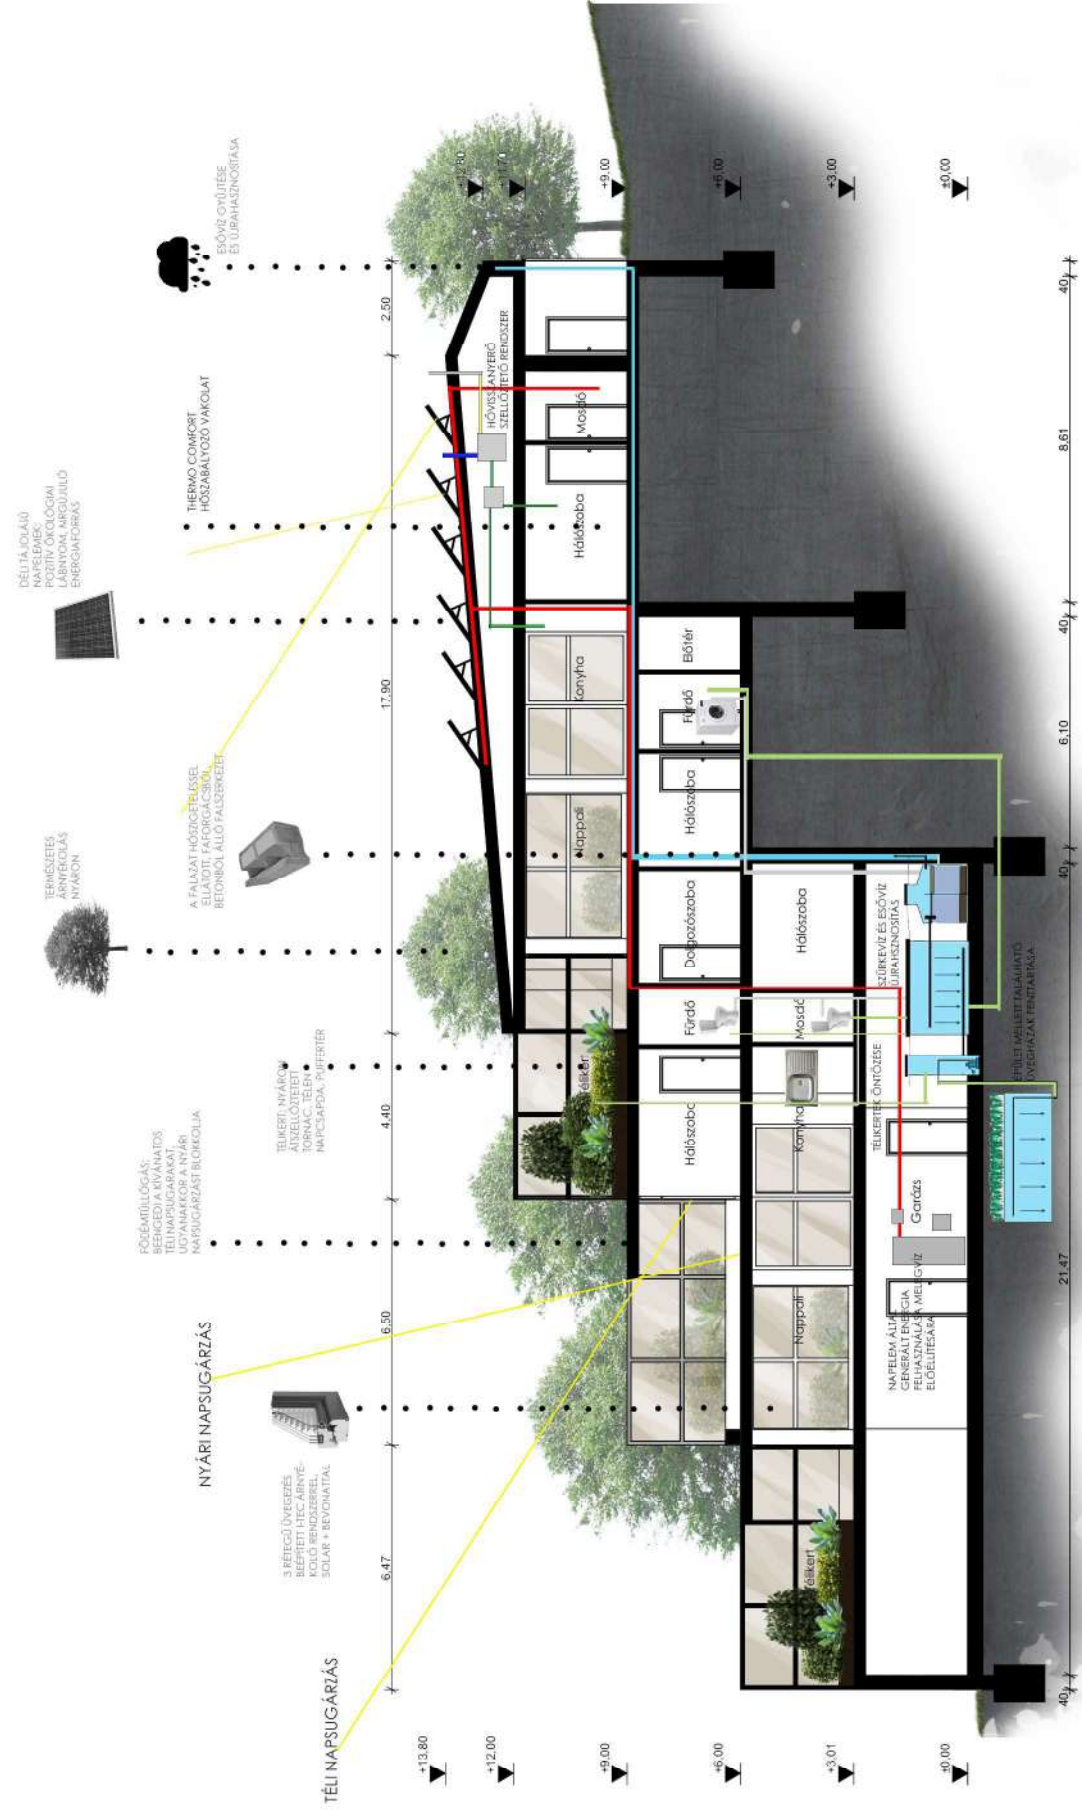 TÉLI NAPSUGÁRZÁS
NYÁRI NAPSUGÁRZÁS
3 RÉTEGŰ ÜVEGEZÉS
BEÉPÍTETT I-TEC ÁRNYÉ-
KOLÓ RENDSZERREL,
SOLAR + BEVONATTAL
FÖDÉMTÚLLÓGÁS:
BEENGEDI A KÍVÁNATOS
TÉLI NAPSUGARAKAT,
UGYANAKKOR A NYÁRI
NAPSUGÁRZÁST BLOKKOLJA
TÉLIKERT: NYÁRON
ÁTSZELLŐZTETETT
TORNÁC, TÉLEN
NAPCSAPDA, PUFFERTÉR
TERMÉSZETES
ÁRNYÉKOLÁS
NYÁRON
A FALAZAT HŐSZIGETELÉSSEL
ELLÁTOTT, FAFORGÁCSBÓL,
BETONBÓL ÁLLÓ FALSZERKEZET
DÉLI TÁJOLÁSÚ
NAPELEMEK:
POZITÍV ÖKOLÓGIAI
LÁBNYOM, MRGÚJULÓ
ENERGIAFORRÁS
THERMO COMFORT
HŐSZABÁLYOZÓ VAKOLAT
ESŐVÍZ GYŰJTÉSE
ÉS ÚJRAHASZNOSÍTÁSA
6.47
6.50
4.40
17.90
2.50
HŐVISSZANYERŐ
SZELLŐZTETŐ RENDSZER
+13.80
+12.00
+9.00
+6.00
+3.01
±0.00
Télikert
Nappali
Konyha
Hálószoba
Mosdó
Hálószoba
Fürdő
Dolgozószoba
Hálószoba
Fürdő
Előtér
Télikert
Nappali
Konyha
Mosdó
Hálószoba
Garázs
NAPELEM ÁLTAL
GENERÁLT ENERGIA
FELHASZNÁLÁSA MELEGVÍZ
ELŐÉLLÍTÉSÁRA
TÉLIKERTEK ÖNTÖZÉSE
SZÜRKEVÍZ ÉS ESŐVÍZ
ÚJRAHSZNOSÍTÁS
ÉPÜLET MELLETT TALÁLHATÓ
ÜVEGHÁZAK FENTTARTÁSA
+9.00
+6.00
+3.00
±0.00
40
21.47
40
6.10
40
8.61
40